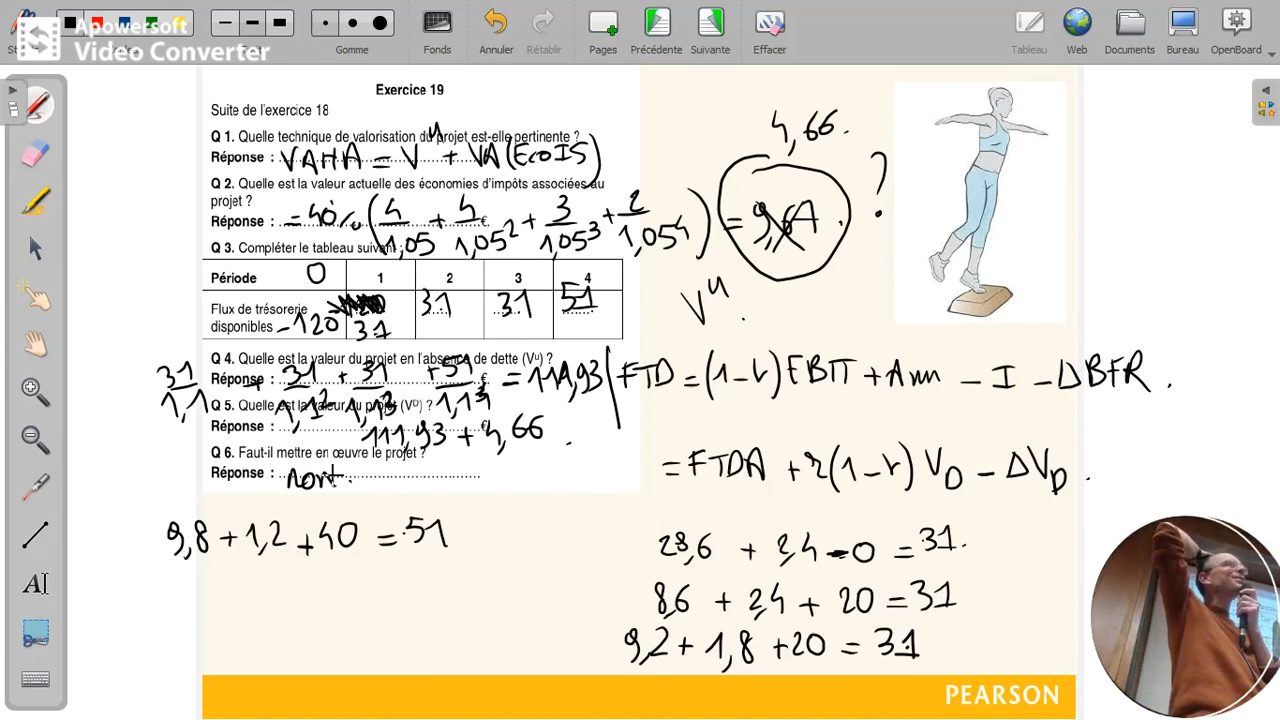 Apowersoft
Video Converter
Gomme
Fonds
Annuler
Rétablir
Pages
Précédente
Suivante
Effacer
Tableau
Web
Documents
Bureau
OpenBoard
Exercice 19
Suite de l'exercice 18
Q 1. Quelle technique de valorisation du projet est-elle pertinente ?
Réponse : VAHA = V^u + VA(EcoIS)
Q 2. Quelle est la valeur actuelle des économies d'impôts associées au
projet ?
Réponse : = 40% (4/1,05 + 4/1,05² + 3/1,05³ + 2/1,05⁴) =
4,66.
?
V^u.
Q 3. Compléter le tableau suivant :
Période 0 1 2 3 4
Flux de trésorerie
disponibles -120 31 31 31 51
Q 4. Quelle est la valeur du projet en l'absence de dette (V^u) ?
Réponse : 31/1,1 + 31/1,1² + 31/1,1³ + 51/1,1³ € = 111,93
Q 5. Quelle est la valeur du projet (V^D) ?
Réponse : 111,93 + 4,66 €
Q 6. Faut-il mettre en œuvre le projet ?
Réponse :
9,8 + 1,2 + 40 = 51
FTD = (1-r) EBIT + Am - I - ΔBFR.
= FTDA + r(1-r) V_D - ΔV_D.
28,6 + 2,4 - 0 = 31.
8,6 + 2,4 + 20 = 31
9,2 + 1,8 + 20 = 31
PEARSON